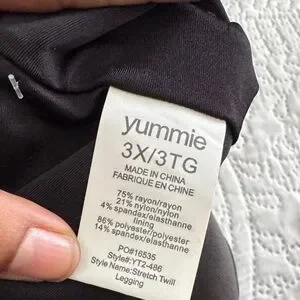 yummie
3X/3TG
MADE IN CHINA
FABRIQUE EN CHINE
75% rayon/rayon
21% nylon/nylon
4% spandex/elasthanne
lining/
86% polyester/polyester
14% spandex/elasthanne
PO#16535
Style#:YT2-486
Style Name:Stretch Twill
Legging